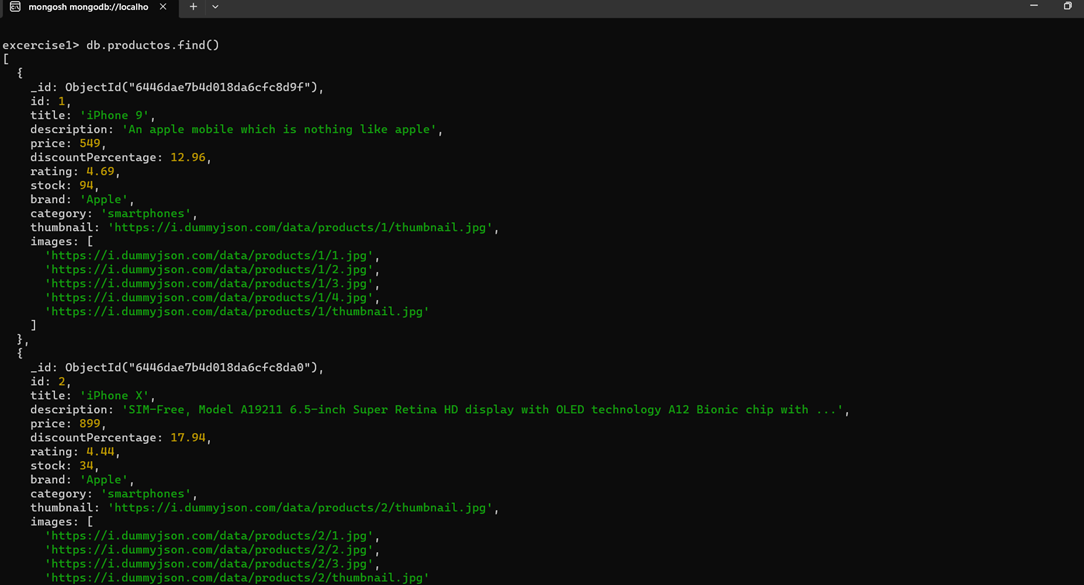 mongosh mongodb://localho
excercise1> db.productos.find()
[
  {
    _id: ObjectId("6446dae7b4d018da6cfc8d9f"),
    id: 1,
    title: 'iPhone 9',
    description: 'An apple mobile which is nothing like apple',
    price: 549,
    discountPercentage: 12.96,
    rating: 4.69,
    stock: 94,
    brand: 'Apple',
    category: 'smartphones',
    thumbnail: 'https://i.dummyjson.com/data/products/1/thumbnail.jpg',
    images: [
      'https://i.dummyjson.com/data/products/1/1.jpg',
      'https://i.dummyjson.com/data/products/1/2.jpg',
      'https://i.dummyjson.com/data/products/1/3.jpg',
      'https://i.dummyjson.com/data/products/1/4.jpg',
      'https://i.dummyjson.com/data/products/1/thumbnail.jpg'
    ]
  },
  {
    _id: ObjectId("6446dae7b4d018da6cfc8da0"),
    id: 2,
    title: 'iPhone X',
    description: 'SIM-Free, Model A19211 6.5-inch Super Retina HD display with OLED technology A12 Bionic chip with ...',
    price: 899,
    discountPercentage: 17.94,
    rating: 4.44,
    stock: 34,
    brand: 'Apple',
    category: 'smartphones',
    thumbnail: 'https://i.dummyjson.com/data/products/2/thumbnail.jpg',
    images: [
      'https://i.dummyjson.com/data/products/2/1.jpg',
      'https://i.dummyjson.com/data/products/2/2.jpg',
      'https://i.dummyjson.com/data/products/2/3.jpg',
      'https://i.dummyjson.com/data/products/2/thumbnail.jpg'